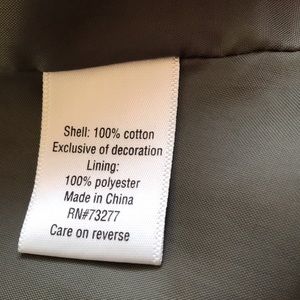 Shell: 100% cotton
Exclusive of decoration
Lining:
100% polyester
Made in China
RN#73277
Care on reverse